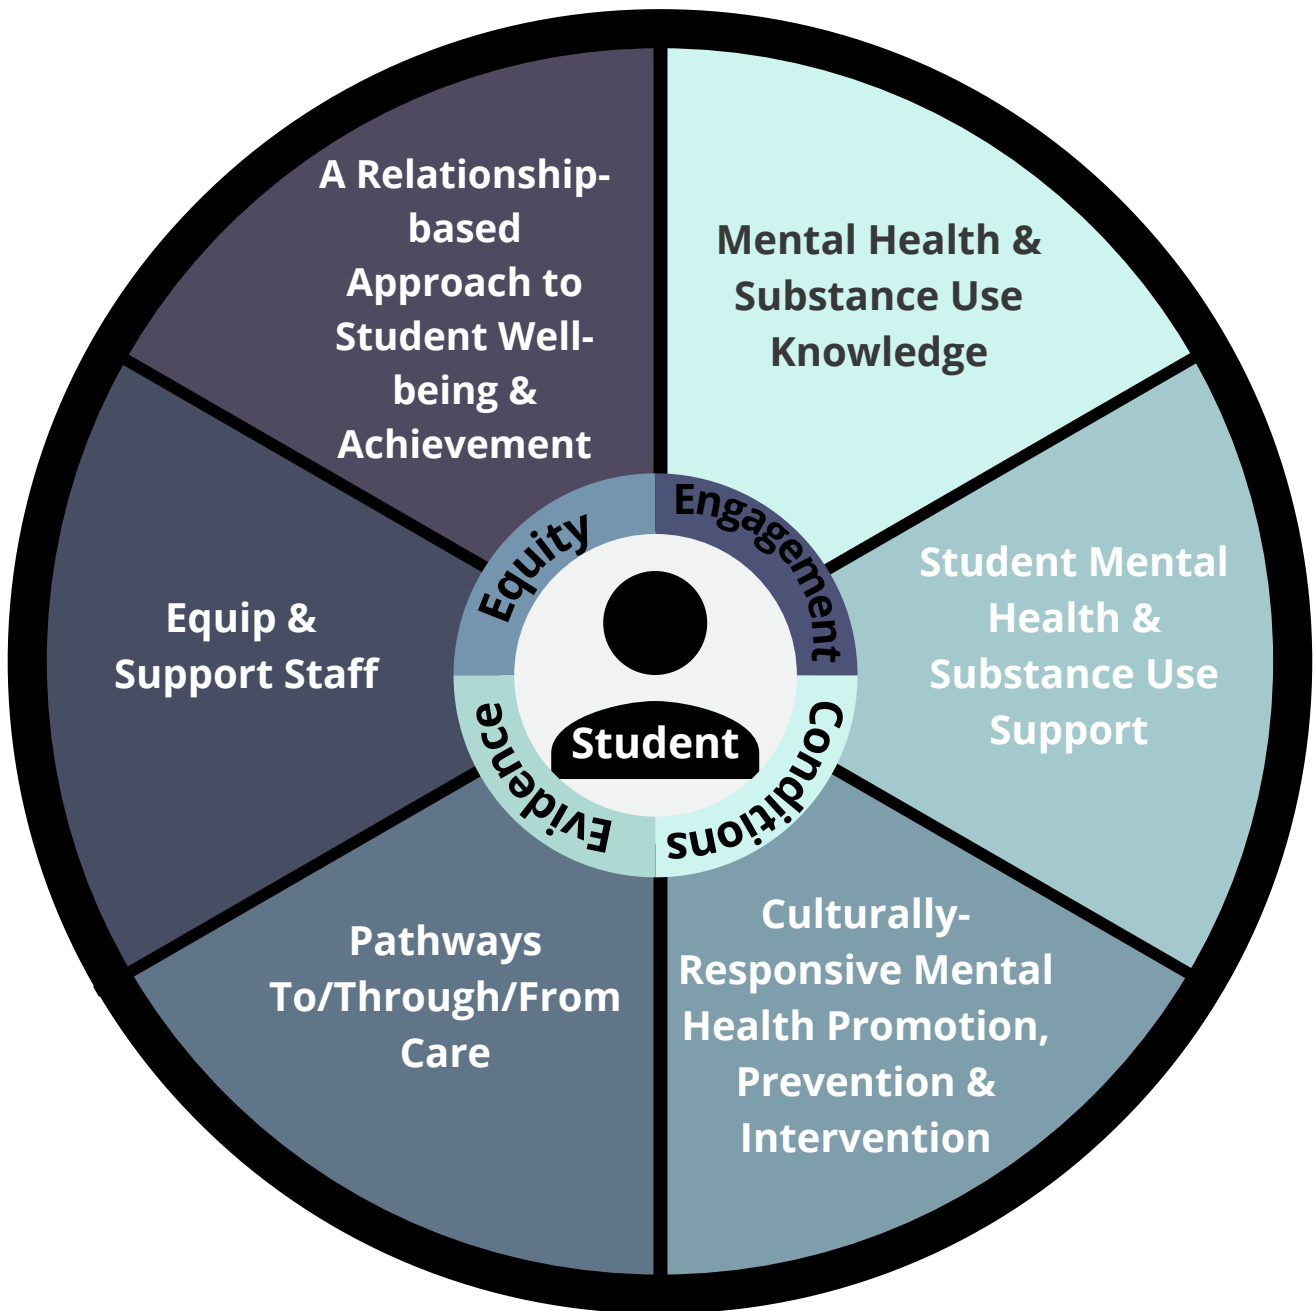 A Relationship-
based
Approach to
Student Well-
being &
Achievement
Mental Health &
Substance Use
Knowledge
Student Mental
Health &
Substance Use
Support
Culturally-
Responsive Mental
Health Promotion,
Prevention &
Intervention
Pathways
To/Through/From
Care
Equip &
Support Staff
Equity
Engagement
Conditions
Evidence
Student